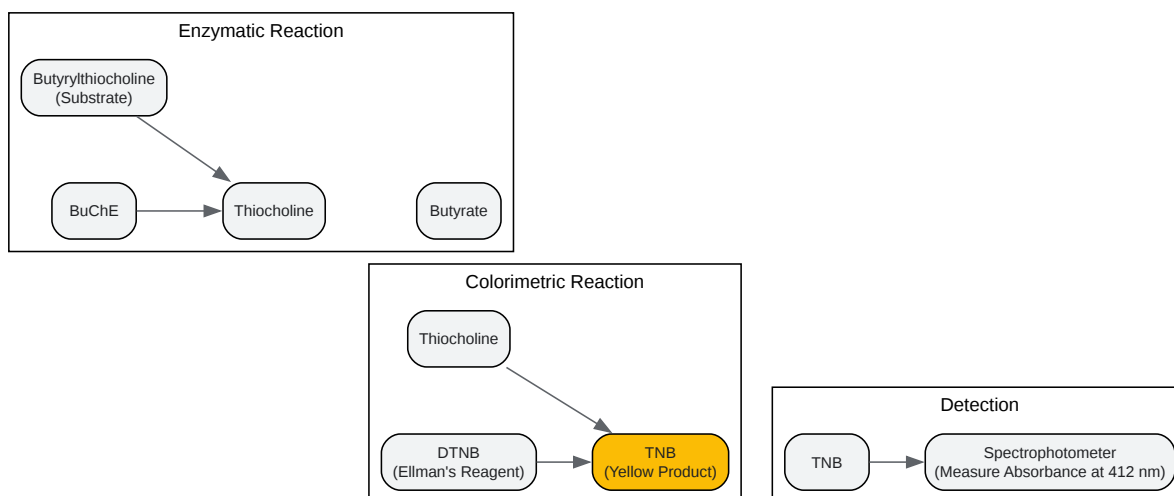 Enzymatic Reaction
Butyrylthiocholine
(Substrate)
BuChE
Thiocholine
Butyrate
Colorimetric Reaction
Thiocholine
DTNB
(Ellman's Reagent)
TNB
(Yellow Product)
Detection
TNB
Spectrophotometer
(Measure Absorbance at 412 nm)